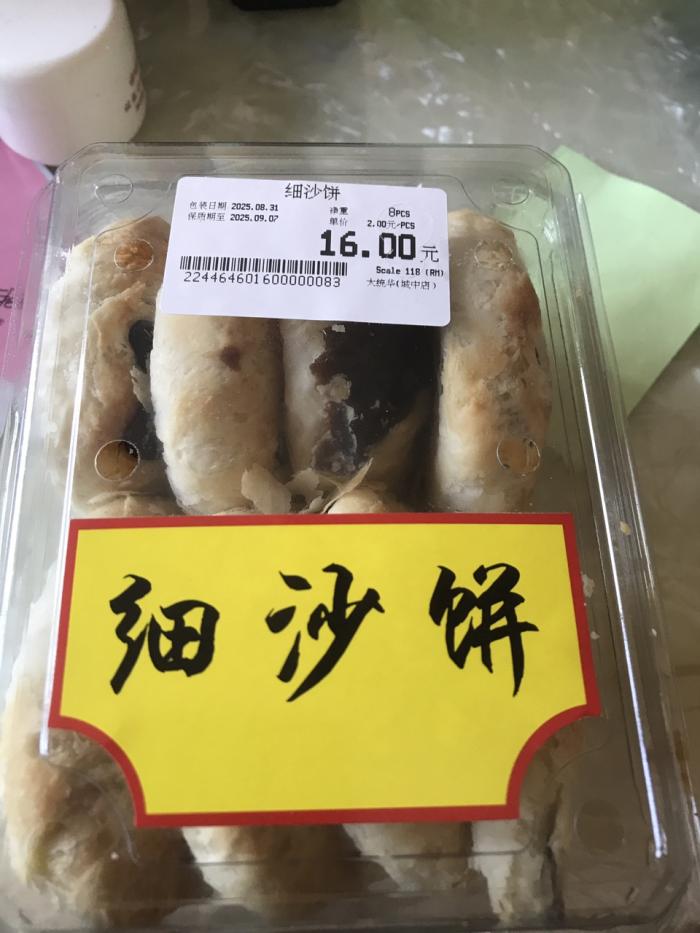 细沙饼
包装日期 2025.08.31
保质期至 2025.09.07
净重 8PCS
单价 2.00元/PCS
16.00元
Scale 118 (RM)
224464601600000083
大统华(城中店)
细沙饼